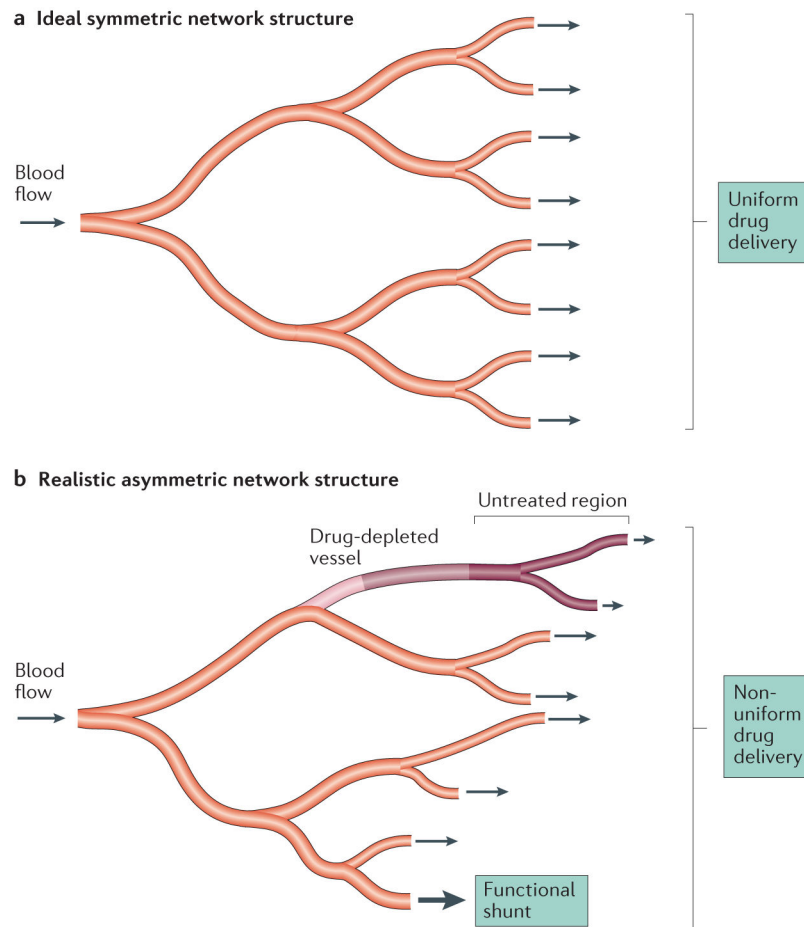 a Ideal symmetric network structure
Blood
flow
Uniform
drug
delivery
b Realistic asymmetric network structure
Untreated region
Drug-depleted
vessel
Blood
flow
Non-
uniform
drug
delivery
Functional
shunt